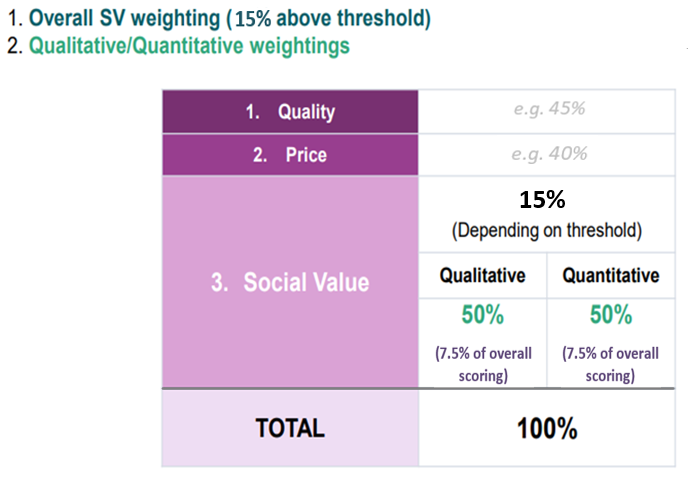 1. Overall SV weighting (15% above threshold)
2. Qualitative/Quantitative weightings
1. Quality
e.g. 45%
2. Price
e.g. 40%
3. Social Value
15%
(Depending on threshold)
Qualitative
Quantitative
50%
50%
(7.5% of overall
scoring)
(7.5% of overall
scoring)
TOTAL
100%